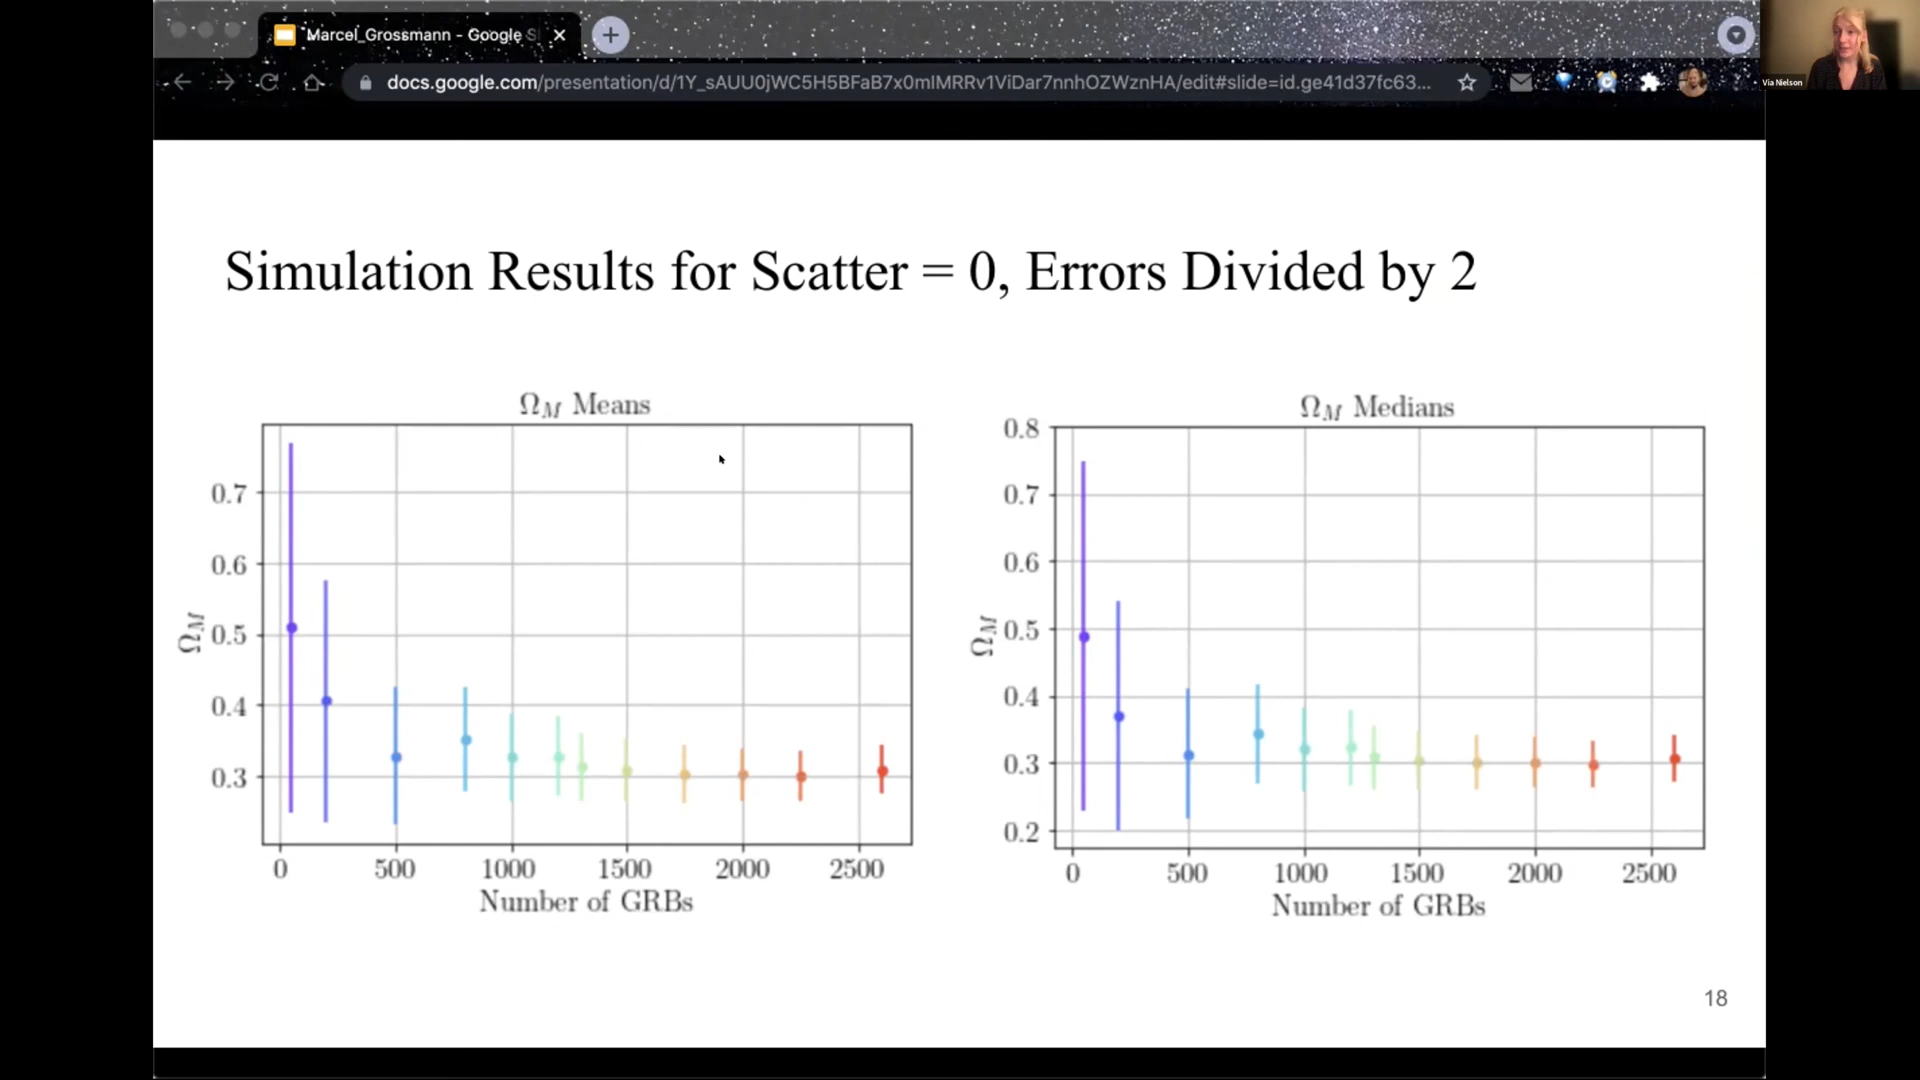 Marcel_Grossmann - Google S
docs.google.com/presentation/d/1Y_sAUU0jWC5H5BFaB7x0mlMRRv1ViDar7nnhOZWznHA/edit#slide=id.ge41d37fc63...
Via Nielson
Simulation Results for Scatter = 0, Errors Divided by 2
Ω_M Means
Ω_M
0.7
0.6
0.5
0.4
0.3
0 500 1000 1500 2000 2500
Number of GRBs
Ω_M Medians
Ω_M
0.8
0.7
0.6
0.5
0.4
0.3
0.2
0 500 1000 1500 2000 2500
Number of GRBs
18